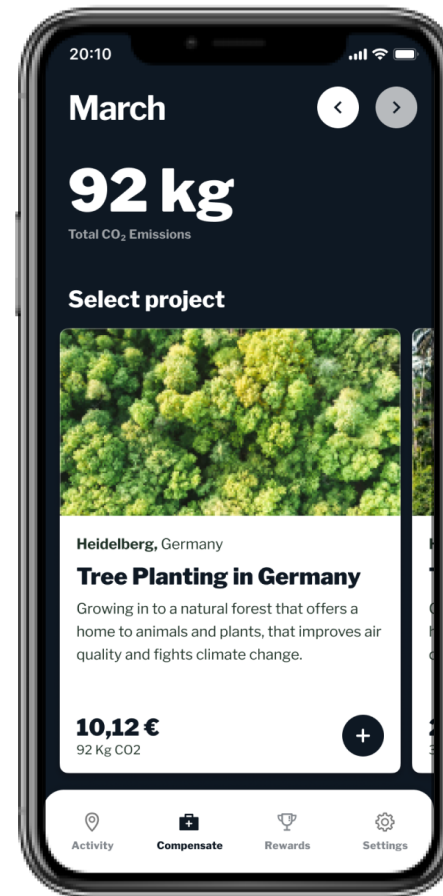 20:10
March
92 kg
Total CO₂ Emissions
Select project
Heidelberg, Germany
Tree Planting in Germany
Growing in to a natural forest that offers a
home to animals and plants, that improves air
quality and fights climate change.
10,12 €
92 Kg CO2
Activity
Compensate
Rewards
Settings